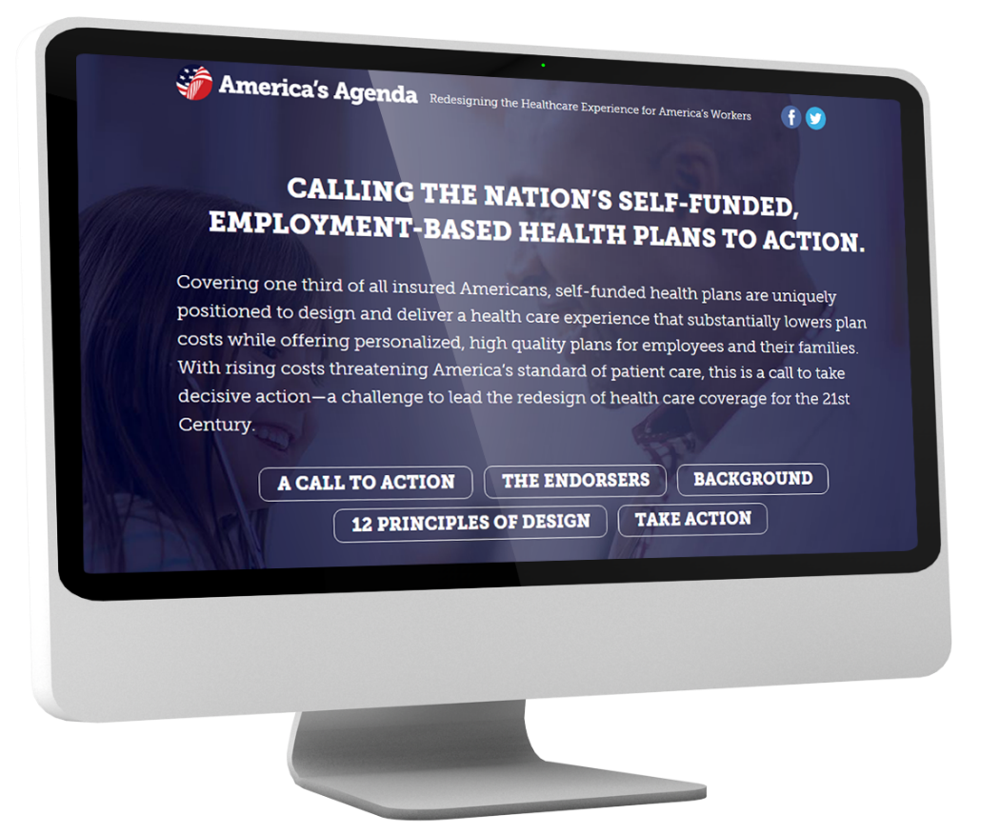 America's Agenda Redesigning the Healthcare Experience for America's Workers
CALLING THE NATION'S SELF-FUNDED,
EMPLOYMENT-BASED HEALTH PLANS TO ACTION.
Covering one third of all insured Americans, self-funded health plans are uniquely
positioned to design and deliver a health care experience that substantially lowers plan
costs while offering personalized, high quality plans for employees and their families.
With rising costs threatening America's standard of patient care, this is a call to take
decisive action—a challenge to lead the redesign of health care coverage for the 21st
Century.
A CALL TO ACTION THE ENDORSERS BACKGROUND
12 PRINCIPLES OF DESIGN TAKE ACTION